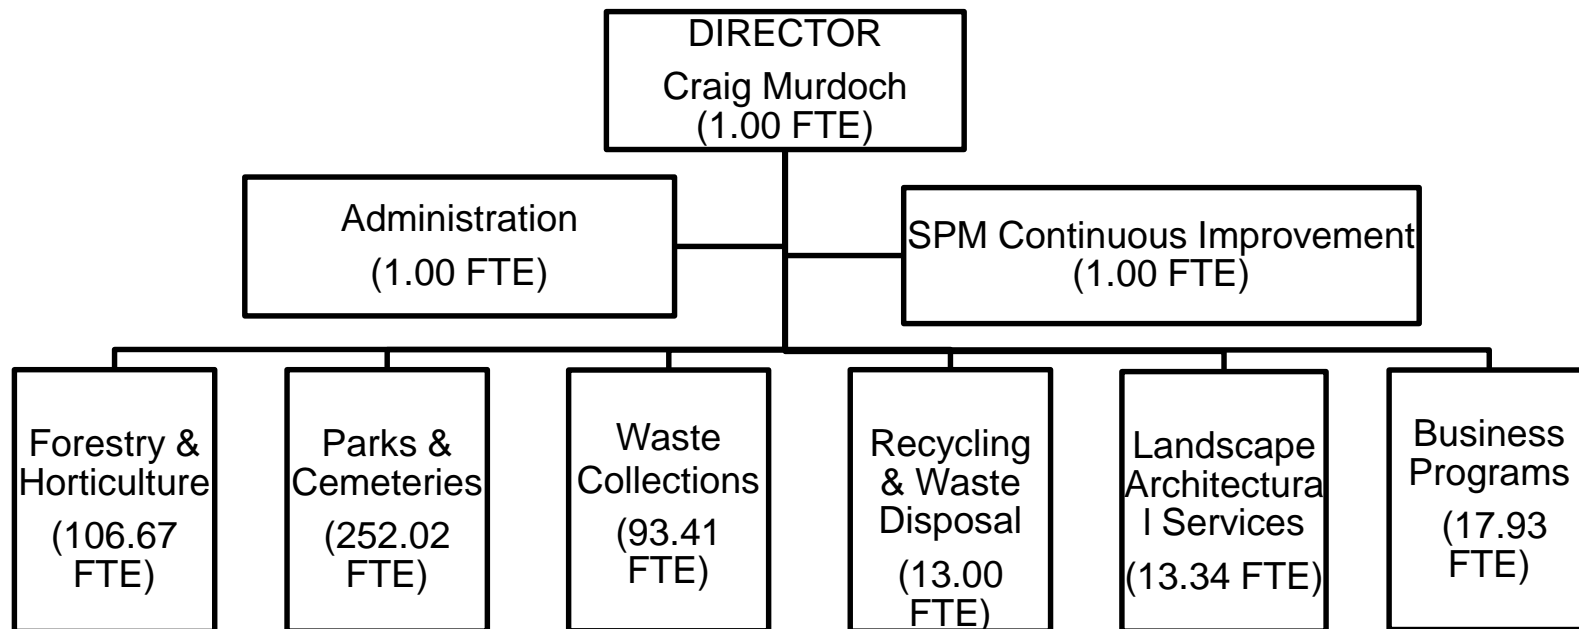 DIRECTOR
Craig Murdoch
(1.00 FTE)
Administration
(1.00 FTE)
SPM Continuous Improvement
(1.00 FTE)
Forestry &
Horticulture
(106.67
FTE)
Parks &
Cemeteries
(252.02
FTE)
Waste
Collections
(93.41
FTE)
Recycling
& Waste
Disposal
(13.00
FTE)
Landscape
Architectura
l Services
(13.34 FTE)
Business
Programs
(17.93
FTE)